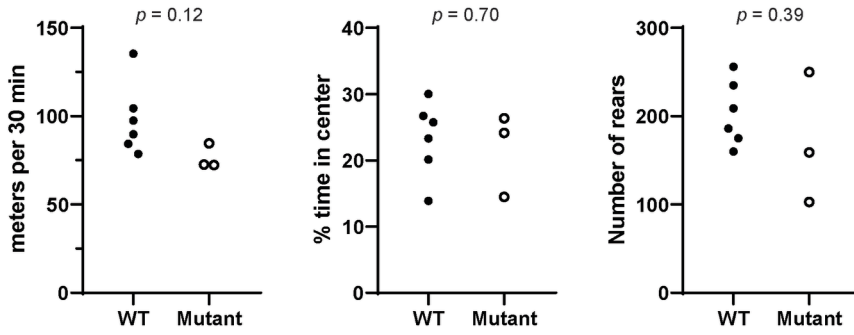 p = 0.12
meters per 30 min
150
100
50
0
WT Mutant
p = 0.70
% time in center
40
30
20
10
0
WT Mutant
p = 0.39
Number of rears
300
200
100
0
WT Mutant